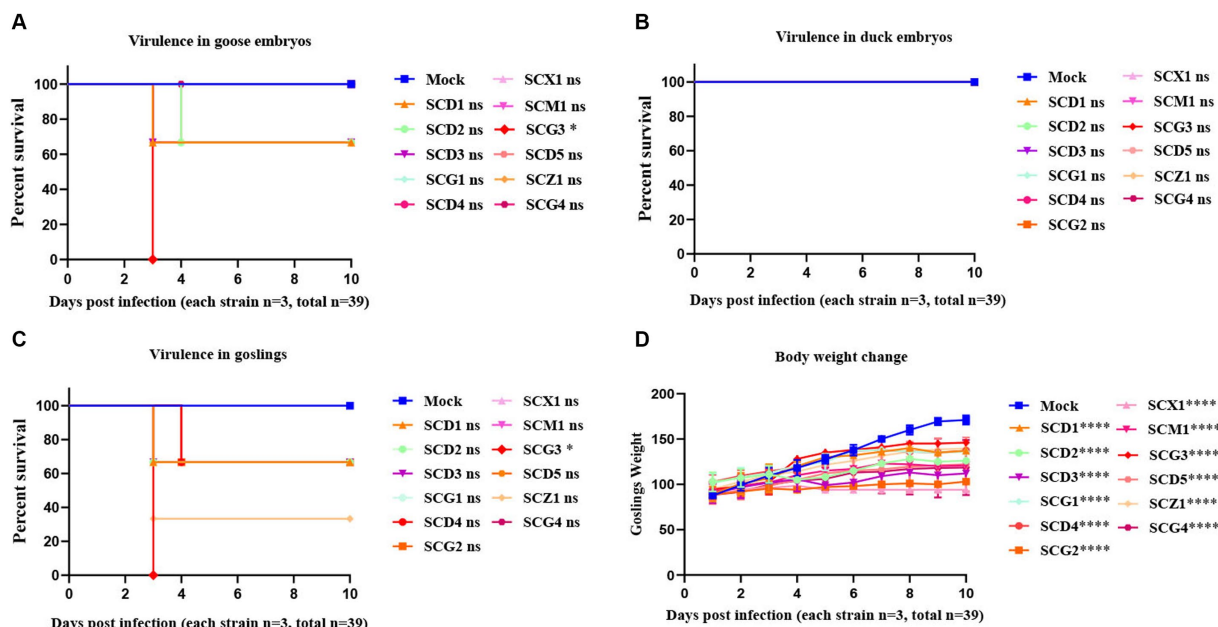 A
Virulence in goose embryos
Percent survival
100
80
60
40
20
0
0 2 4 6 8 10
Days post infection (each strain n=3, total n=39)
Mock
SCD1 ns
SCD2 ns
SCD3 ns
SCG1 ns
SCD4 ns
SCX1 ns
SCM1 ns
SCG3 *
SCD5 ns
SCZ1 ns
SCG4 ns
B
Virulence in duck embryos
Percent survival
100
80
60
40
20
0
0 2 4 6 8 10
Days post infection (each strain n=3, total n=39)
Mock
SCD1 ns
SCD2 ns
SCD3 ns
SCG1 ns
SCD4 ns
SCG2 ns
SCX1 ns
SCM1 ns
SCG3 ns
SCD5 ns
SCZ1 ns
SCG4 ns
C
Virulence in goslings
Percent survival
100
80
60
40
20
0
0 2 4 6 8 10
Days post infection (each strain n=3, total n=39)
Mock
SCD1 ns
SCD2 ns
SCD3 ns
SCG1 ns
SCD4 ns
SCG2 ns
SCX1 ns
SCM1 ns
SCG3 *
SCD5 ns
SCZ1 ns
SCG4 ns
D
Body weight change
Goslings Weight
200
150
100
50
0
0 2 4 6 8 10
Days post infection (each strain n=3, total n=39)
Mock
SCD1****
SCD2****
SCD3****
SCG1****
SCD4****
SCG2****
SCX1****
SCM1****
SCG3****
SCD5****
SCZ1****
SCG4****